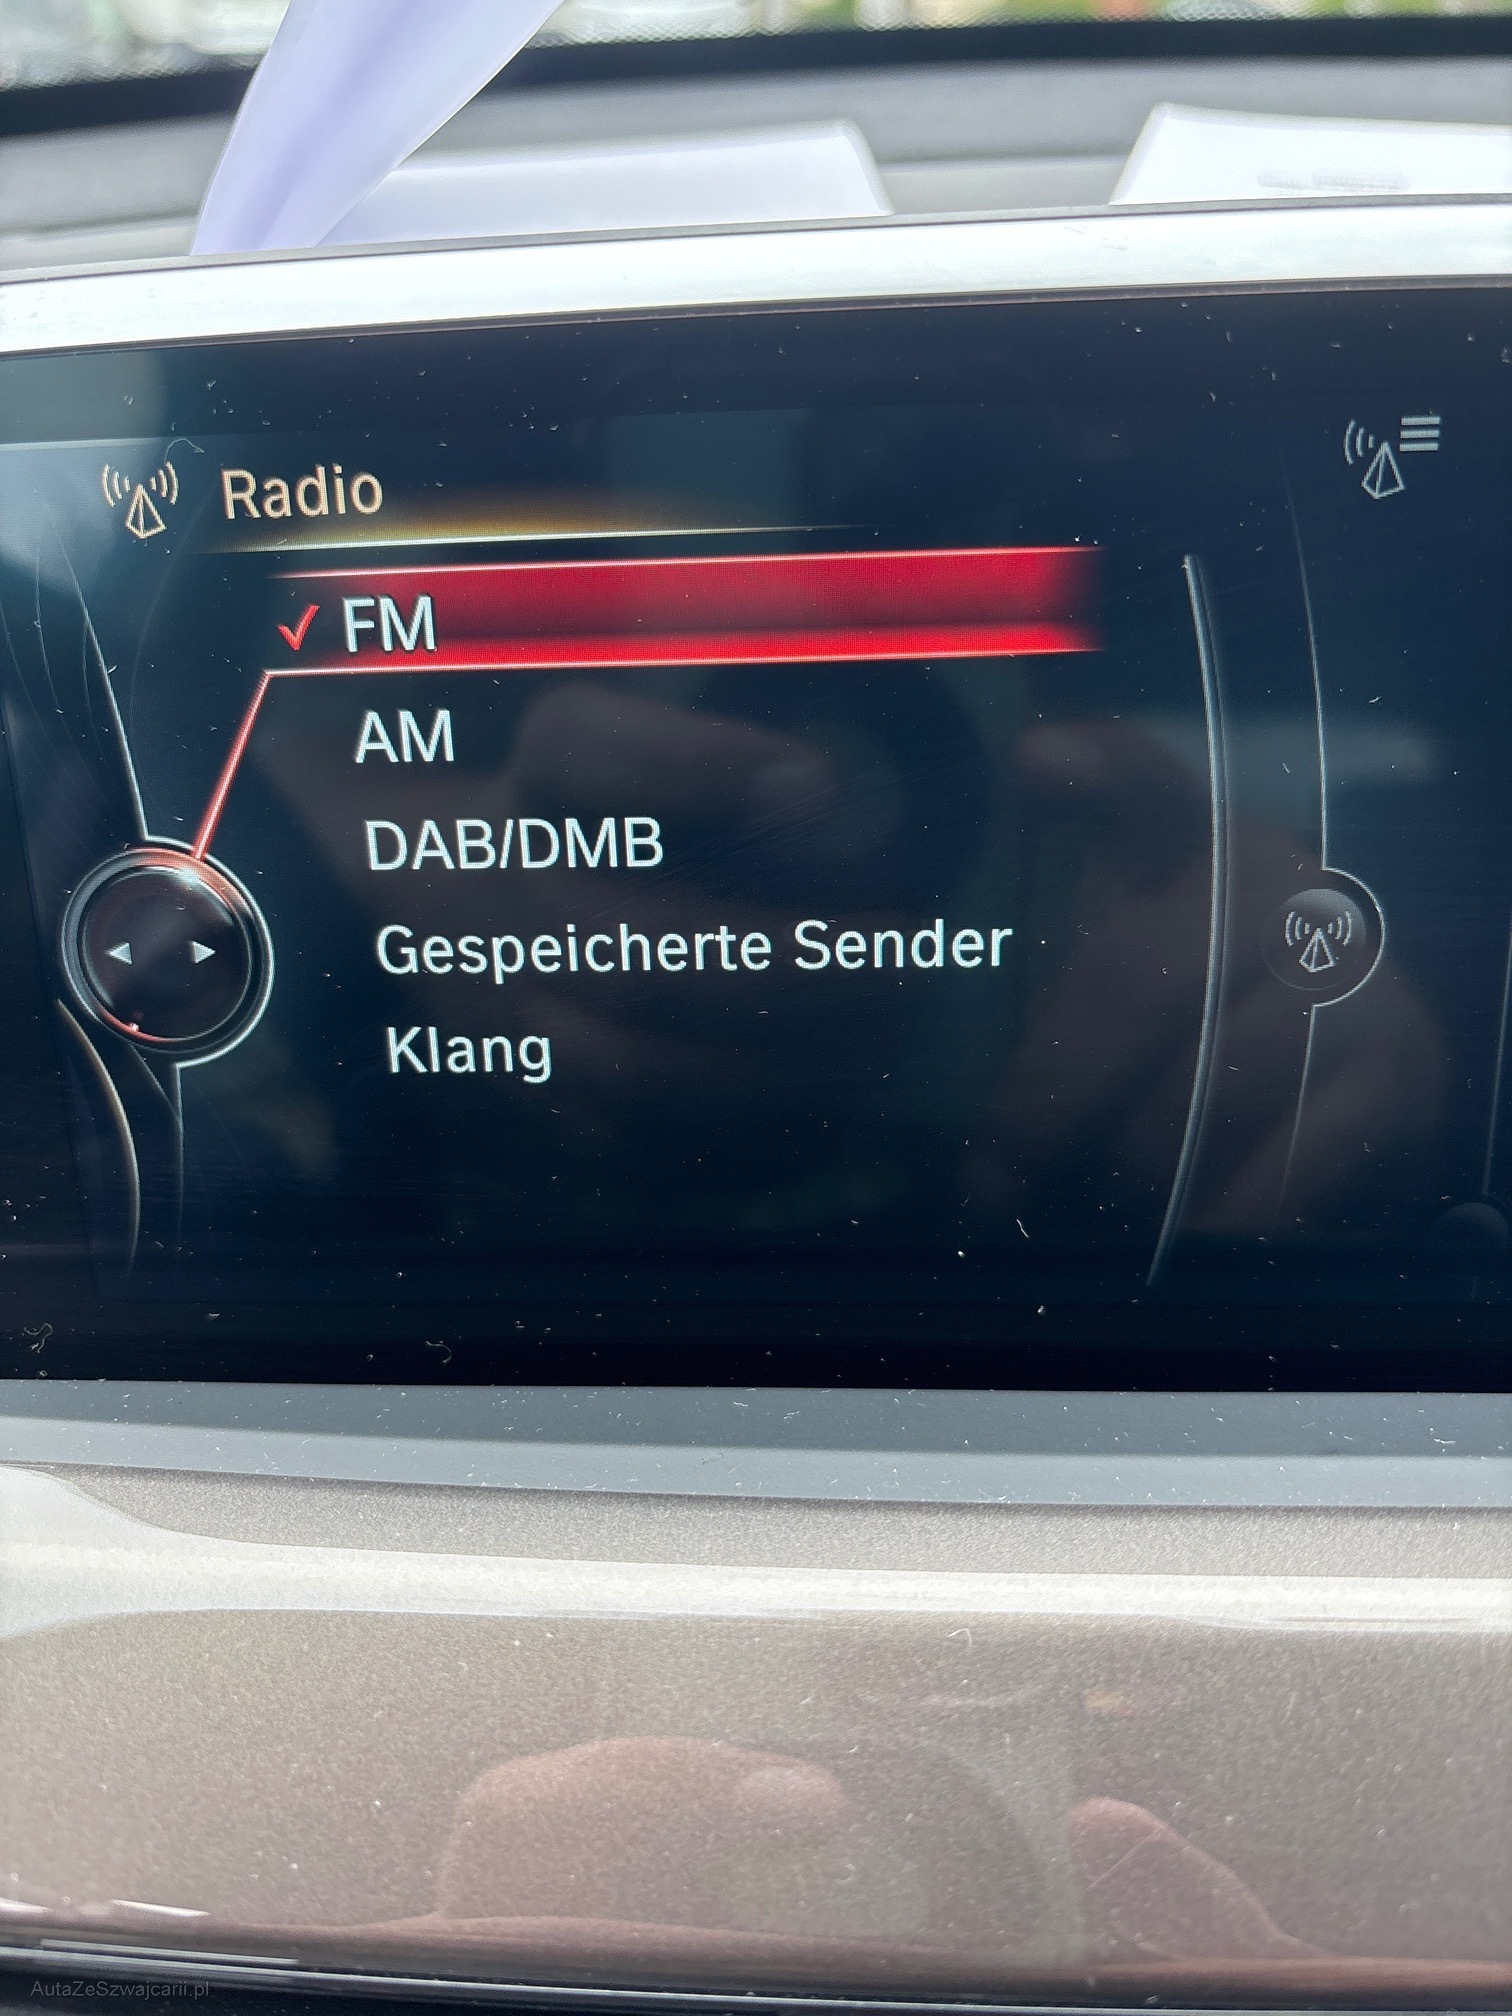 Radio
FM
AM
DAB/DMB
Gespeicherte Sender
Klang
AutaZeSzwajcarii.pl